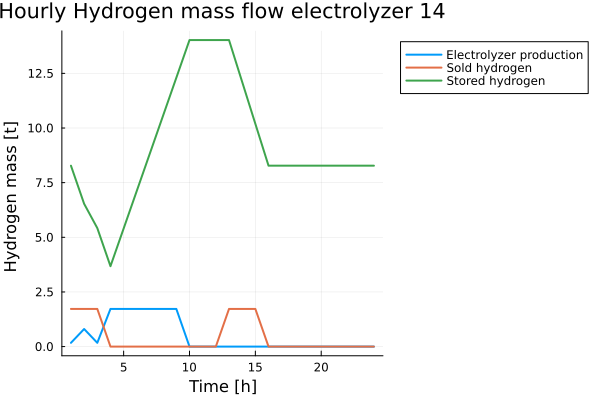 Hourly Hydrogen mass flow electrolyzer 14
Electrolyzer production
Sold hydrogen
Stored hydrogen
Hydrogen mass [t]
12.5
10.0
7.5
5.0
2.5
0.0
5
10
15
20
Time [h]